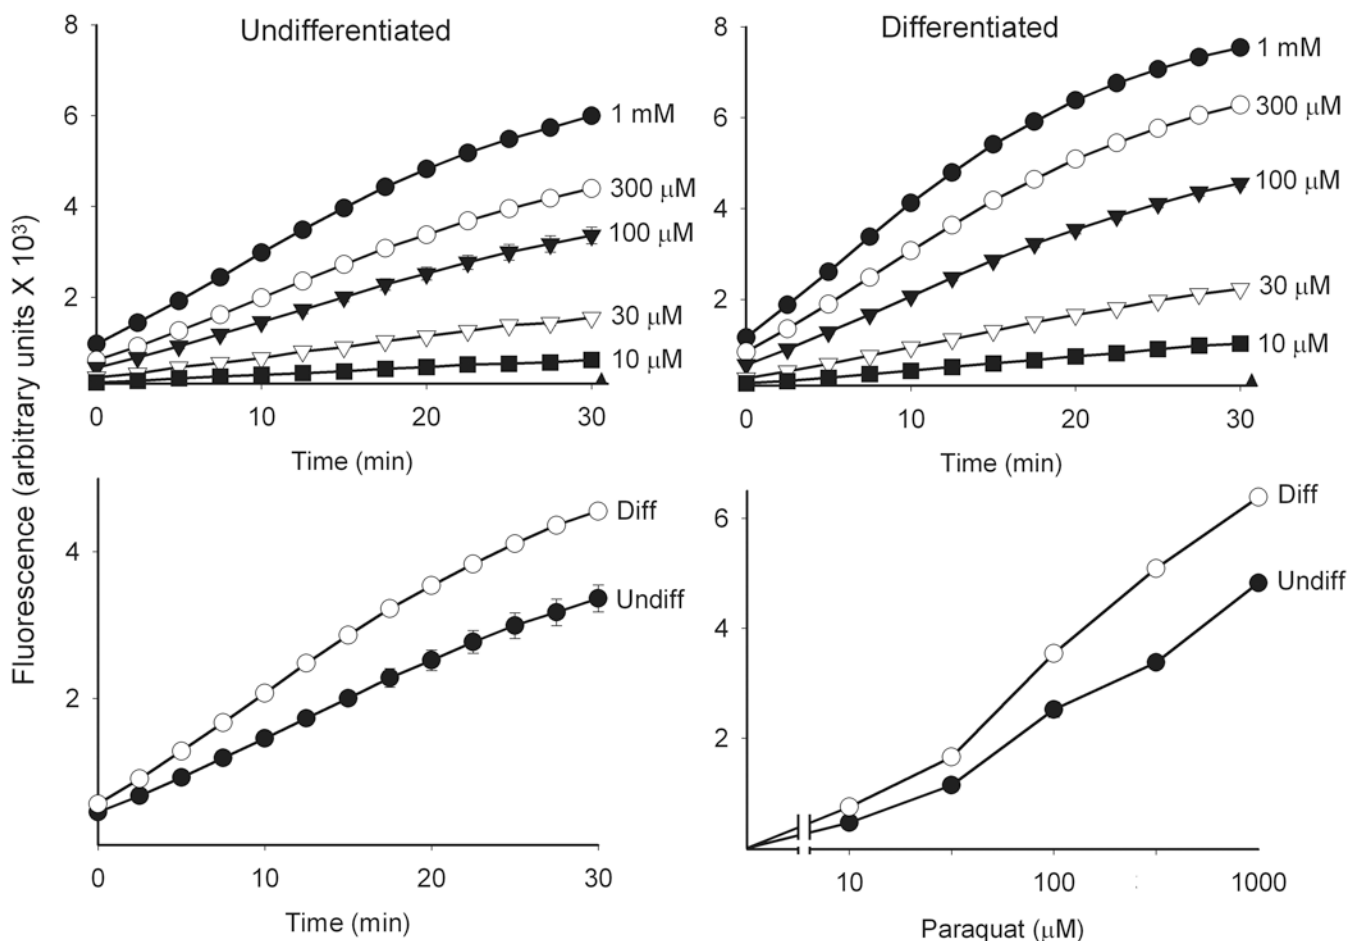 Fluorescence (arbitrary units X 10³)
Undifferentiated
8
6
4
2
1 mM
300 μM
100 μM
30 μM
10 μM
0 10 20 30
Time (min)
Differentiated
8
6
4
2
1 mM
300 μM
100 μM
30 μM
10 μM
0 10 20 30
Time (min)
4
2
Diff
Undiff
0 10 20 30
Time (min)
6
4
2
Diff
Undiff
10 100 1000
Paraquat (μM)